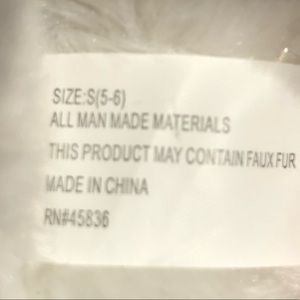 SIZE:S(5-6)
ALL MAN MADE MATERIALS
THIS PRODUCT MAY CONTAIN FAUX FUR
MADE IN CHINA
RN#45836